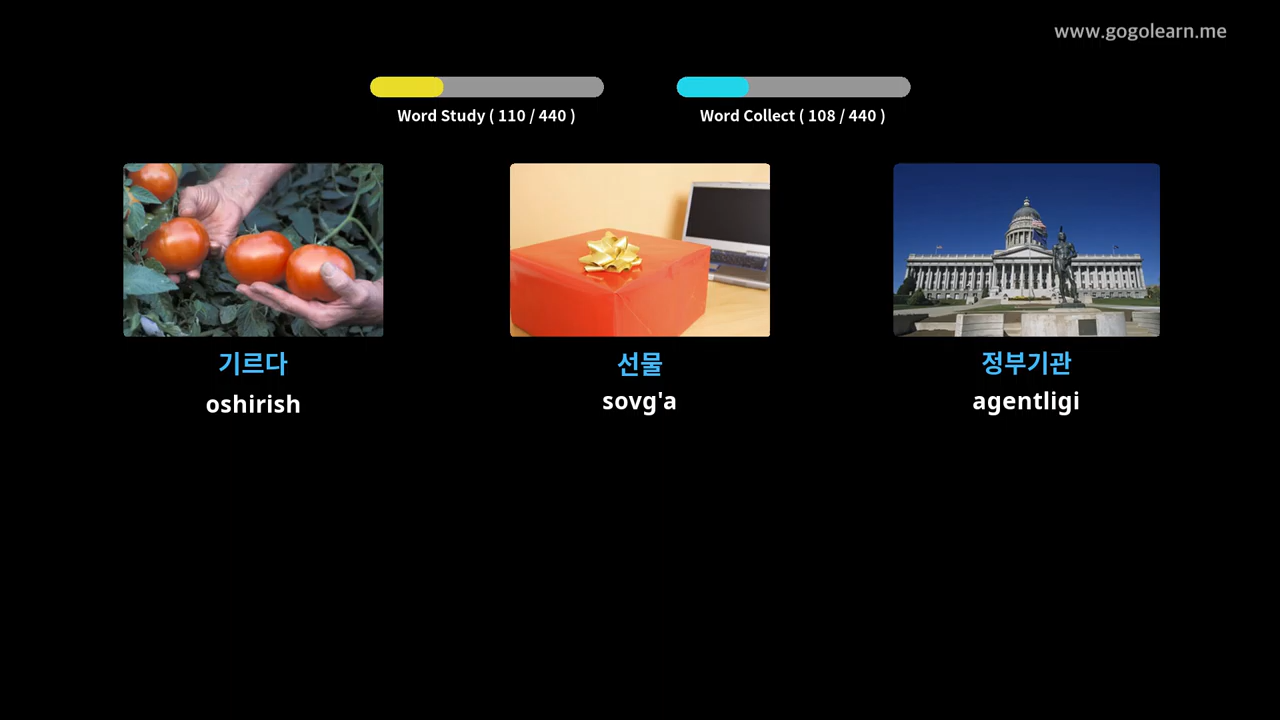 www.gogolearn.me
Word Study ( 110 / 440 )
Word Collect ( 108 / 440 )
기르다
선물
정부기관
oshirish
sovg'a
agentligi